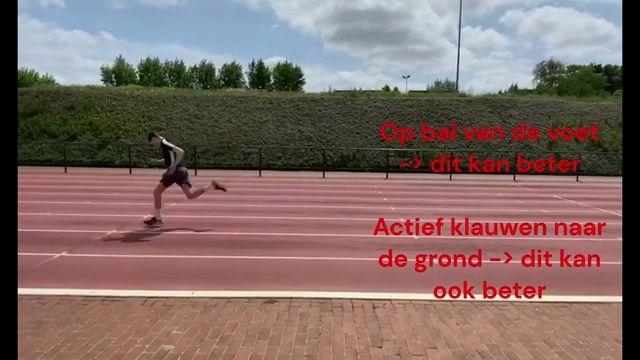 Op bal van de voet
-> dit kan beter
Actief klauwen naar
de grond -> dit kan
ook beter